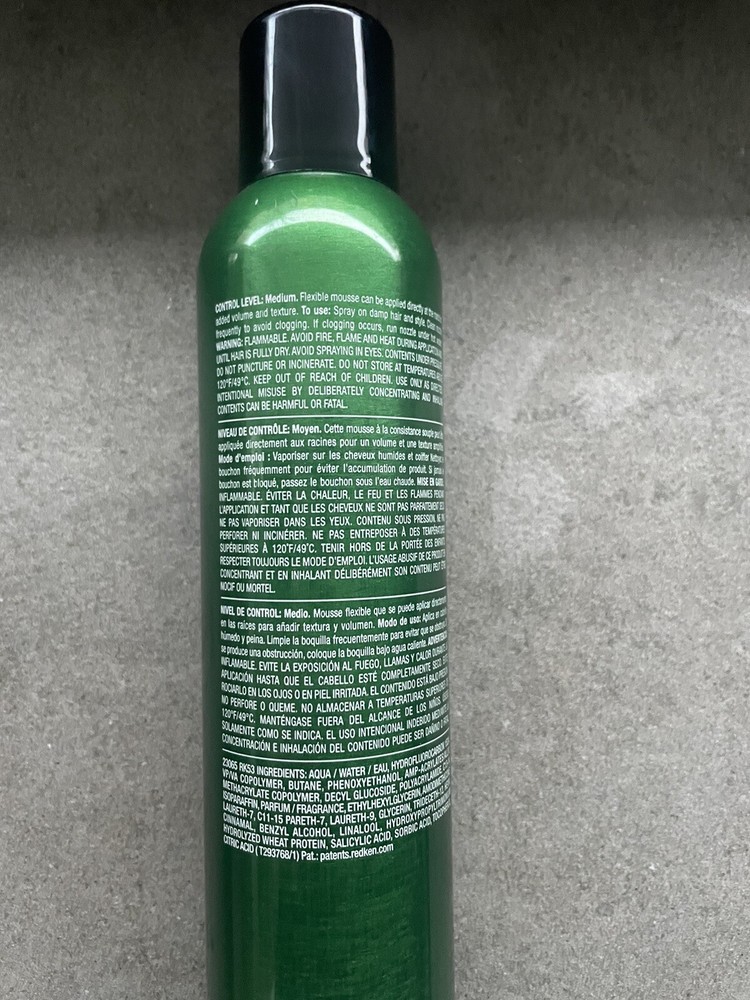 CONTROL LEVEL: Medium. Flexible mousse can be applied directly at the
added volume and texture. To use: Spray on damp hair and style. Clean
frequently to avoid clogging. If clogging occurs, run nozzle under hot
WARNING: FLAMMABLE. AVOID FIRE, FLAME AND HEAT DURING
UNTIL HAIR IS FULLY DRY. AVOID SPRAYING IN EYES. CONTENTS UNDER
DO NOT PUNCTURE OR INCINERATE. DO NOT STORE AT TEMPERATURES
120°F/49°C. KEEP OUT OF REACH OF CHILDREN. USE ONLY AS
INTENTIONAL MISUSE BY DELIBERATELY CONCENTRATING AND
CONTENTS CAN BE HARMFUL OR FATAL.
NIVEAU DE CONTRÔLE: Moyen. Cette mousse à la consistance souple
appliquée directement aux racines pour un volume et une texture
Mode d'emploi : Vaporiser sur les cheveux humides et coiffer
bouchon fréquemment pour éviter l'accumulation de produit. Si
bouchon est bloqué, passez le bouchon sous l'eau chaude. MISE EN
INFLAMMABLE. ÉVITER LA CHALEUR, LE FEU ET LES FLAMMES
L'APPLICATION ET TANT QUE LES CHEVEUX NE SONT PAS PARFAITEMENT
NE PAS VAPORISER DANS LES YEUX. CONTENU SOUS PRESSION. NE
PERFORER NI INCINÉRER. NE PAS ENTREPOSER À DES
SUPÉRIEURES À 120°F/49°C. TENIR HORS DE LA PORTÉE DES
RESPECTER TOUJOURS LE MODE D'EMPLOI. L'USAGE ABUSIF DE CE
CONCENTRANT ET EN INHALANT DÉLIBÉRÉMENT SON CONTENU PEUT
NOCIF OU MORTEL.
NIVEL DE CONTROL: Medio. Mousse flexible que se puede aplicar
en las raíces para añadir textura y volumen. Modo de uso: Aplica en
húmedo y peina. Limpie la boquilla frecuentemente para evitar que se
se produce una obstrucción, coloque la boquilla bajo agua caliente.
INFLAMABLE. EVITE LA EXPOSICIÓN AL FUEGO, LLAMAS Y CALOR
APLICACIÓN HASTA QUE EL CABELLO ESTÉ COMPLETAMENTE
ROCIARLO EN LOS OJOS O EN PIEL IRRITADA. EL CONTENIDO ESTÁ BAJO
NO PERFORE O QUEME. NO ALMACENAR A TEMPERATURAS
120°F/49°C. MANTÉNGASE FUERA DEL ALCANCE DE LOS NIÑOS.
SOLAMENTE COMO SE INDICA. EL USO INTENCIONAL INDEBIDO
CONCENTRACIÓN E INHALACIÓN DEL CONTENIDO PUEDE SER
23065 RK53 INGREDIENTS: AQUA / WATER / EAU, HYDROFLUOROCARBON
VP/VA COPOLYMER, BUTANE, PHENOXYETHANOL,
METHACRYLATE COPOLYMER, DECYL GLUCOSIDE, POLYACRYLAMIDE,
ISOPARAFFIN, PARFUM / FRAGRANCE, ETHYLHEXYLGLYCERIN,
LAURETH-7, C11-15 PARETH-7, LAURETH-9, GLYCERIN, TRIDECETH-12,
CINNAMAL, BENZYL ALCOHOL, LINALOOL,
HYDROLYZED WHEAT PROTEIN, SALICYLIC ACID, SORBIC ACID,
CITRIC ACID (T293768/1) Pat.: patents.redken.com